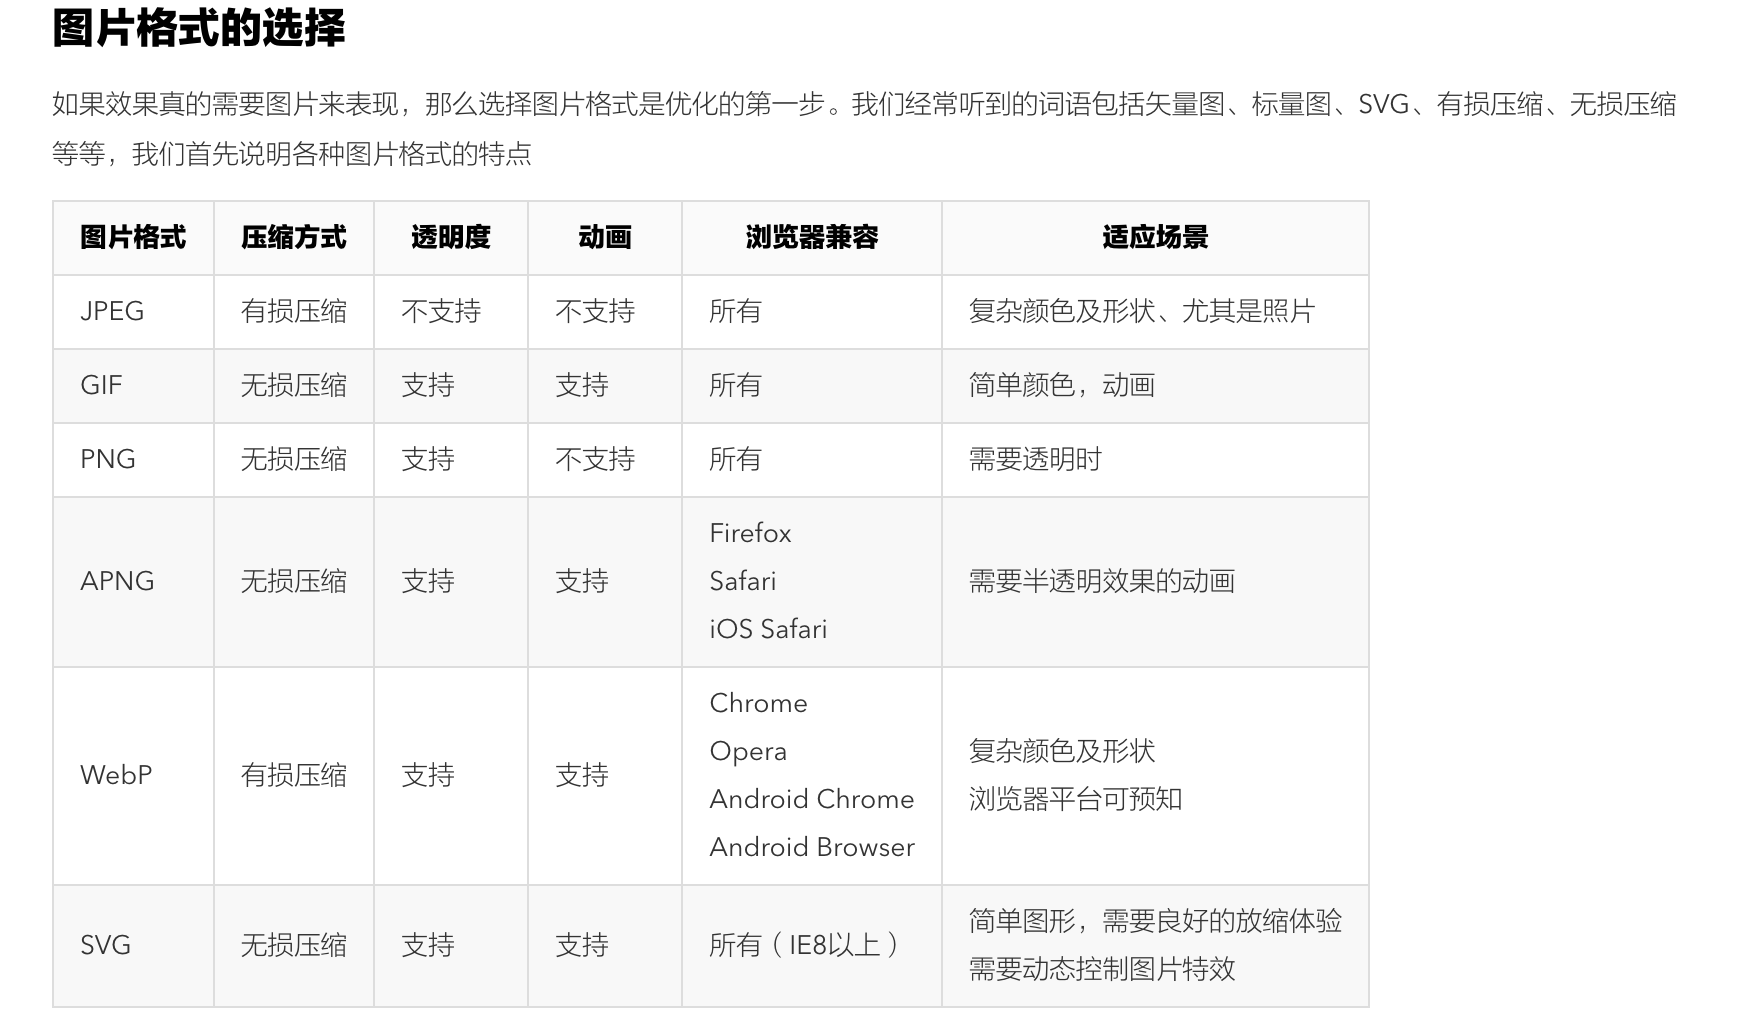 图片格式的选择
如果效果真的需要图片来表现，那么选择图片格式是优化的第一步。我们经常听到的词语包括矢量图、标量图、SVG、有损压缩、无损压缩
等等，我们首先说明各种图片格式的特点
图片格式 压缩方式 透明度 动画 浏览器兼容 适应场景
JPEG 有损压缩 不支持 不支持 所有 复杂颜色及形状、尤其是照片
GIF 无损压缩 支持 支持 所有 简单颜色，动画
PNG 无损压缩 支持 不支持 所有 需要透明时
APNG 无损压缩 支持 支持
Firefox
Safari
iOS Safari
需要半透明效果的动画
WebP 有损压缩 支持 支持
Chrome
Opera
Android Chrome
Android Browser
复杂颜色及形状
浏览器平台可预知
SVG 无损压缩 支持 支持 所有（IE8以上）
简单图形，需要良好的放缩体验
需要动态控制图片特效